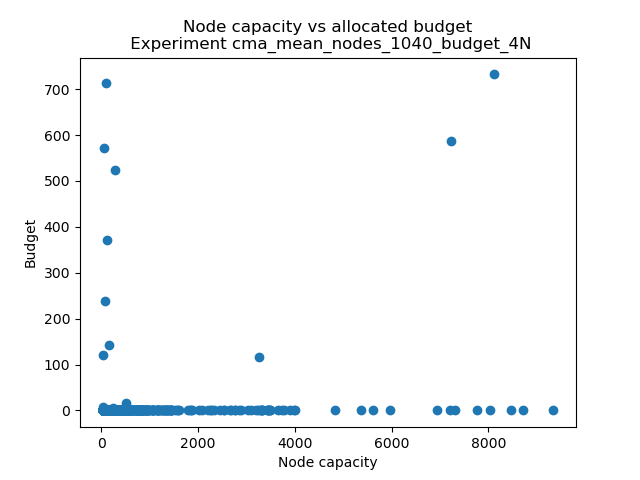 Node capacity vs allocated budget
Experiment cma_mean_nodes_1040_budget_4N
700
600
500
400
300
200
100
0
Budget
0 2000 4000 6000 8000
Node capacity